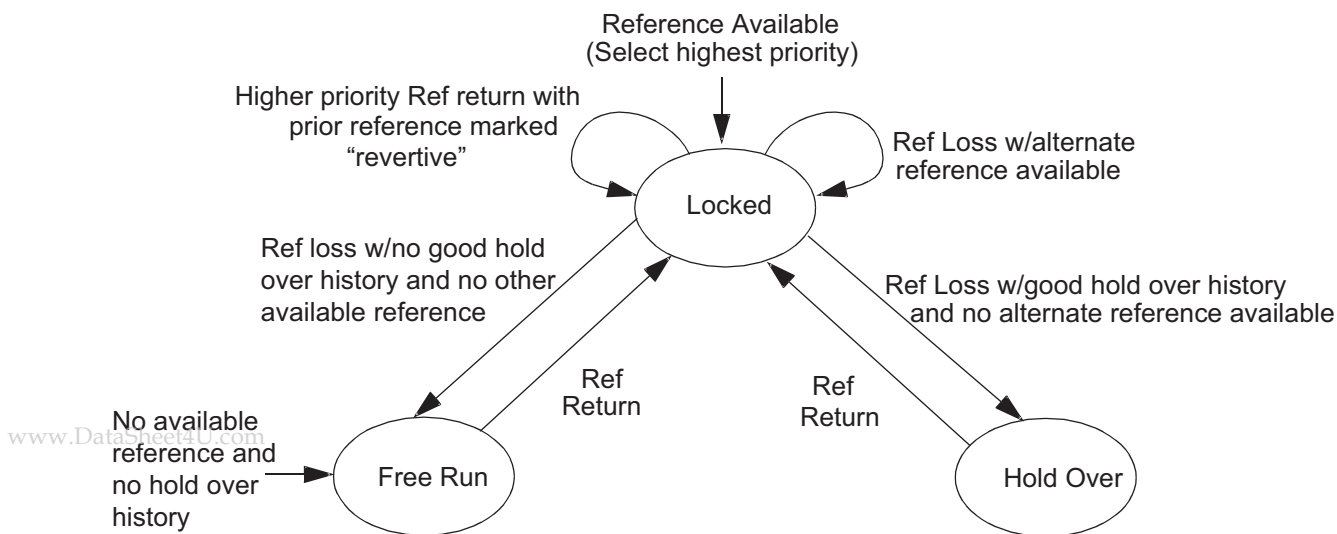 Reference Available
(Select highest priority)
Higher priority Ref return with
prior reference marked
“revertive”
Ref Loss w/alternate
reference available
Locked
Ref loss w/no good hold
over history and no other
available reference
Ref Loss w/good hold over history
and no alternate reference available
Ref
Return
Ref
Return
No available
reference and
no hold over
history
www.DataSheet4U.com
Free Run
Hold Over